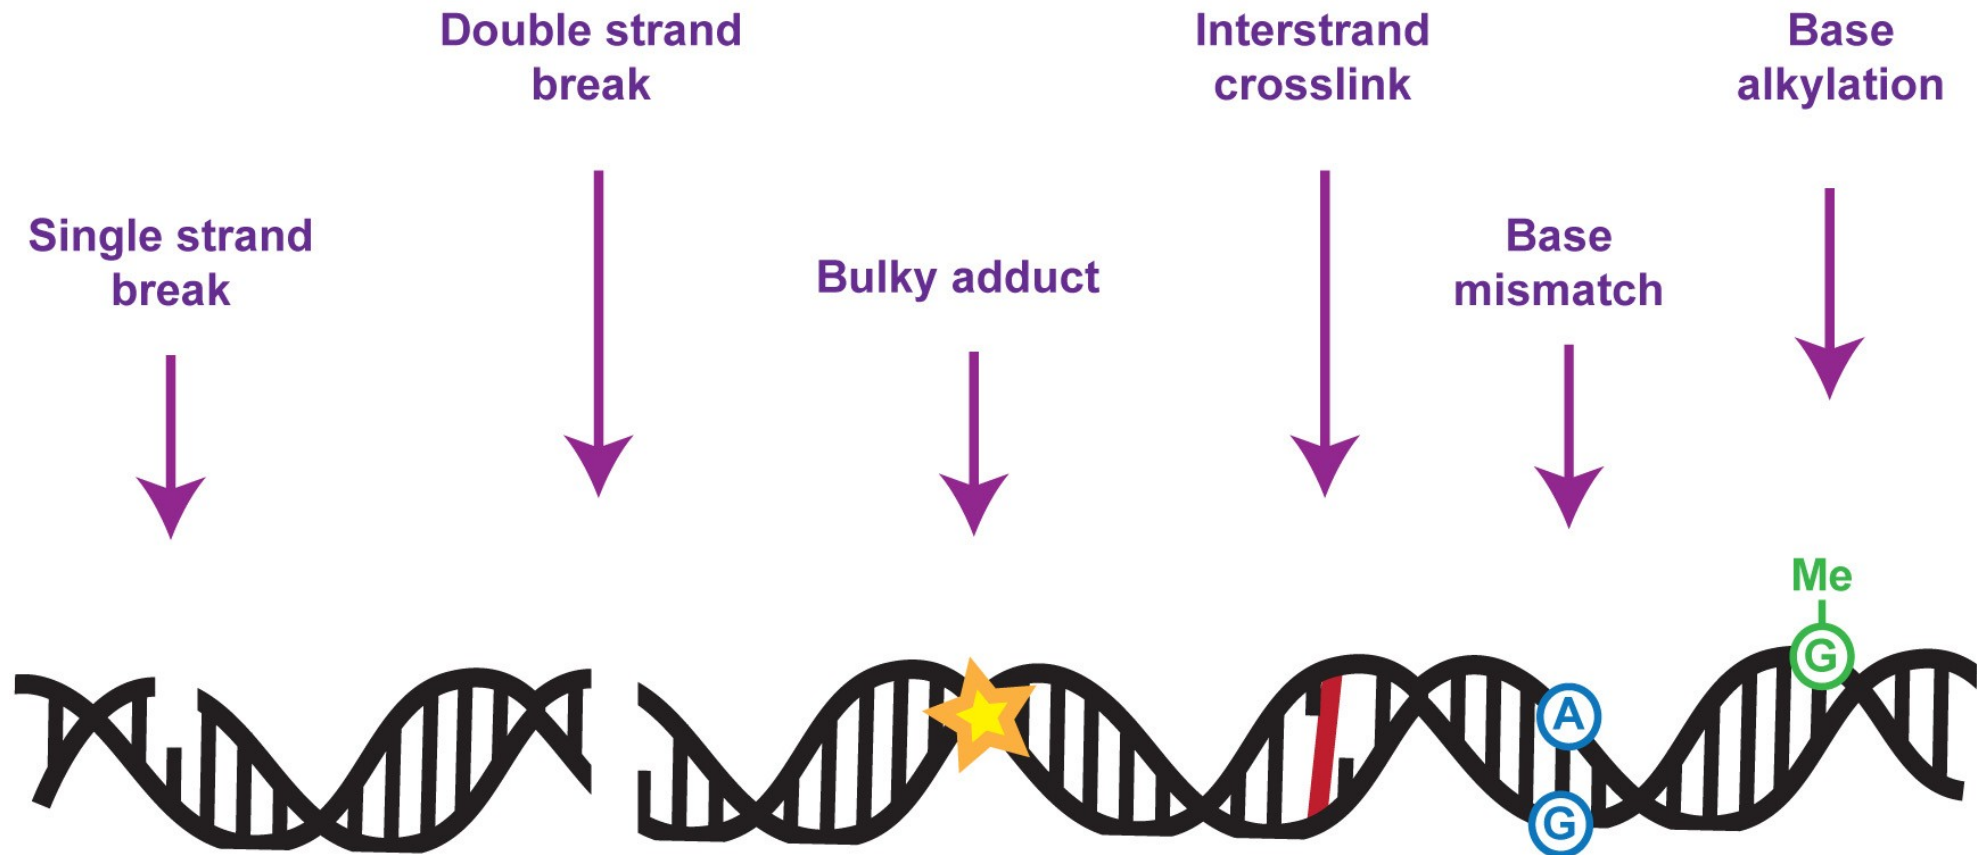 Double strand
break
Interstrand
crosslink
Base
alkylation
Single strand
break
Bulky adduct
Base
mismatch
Me
G
A
G